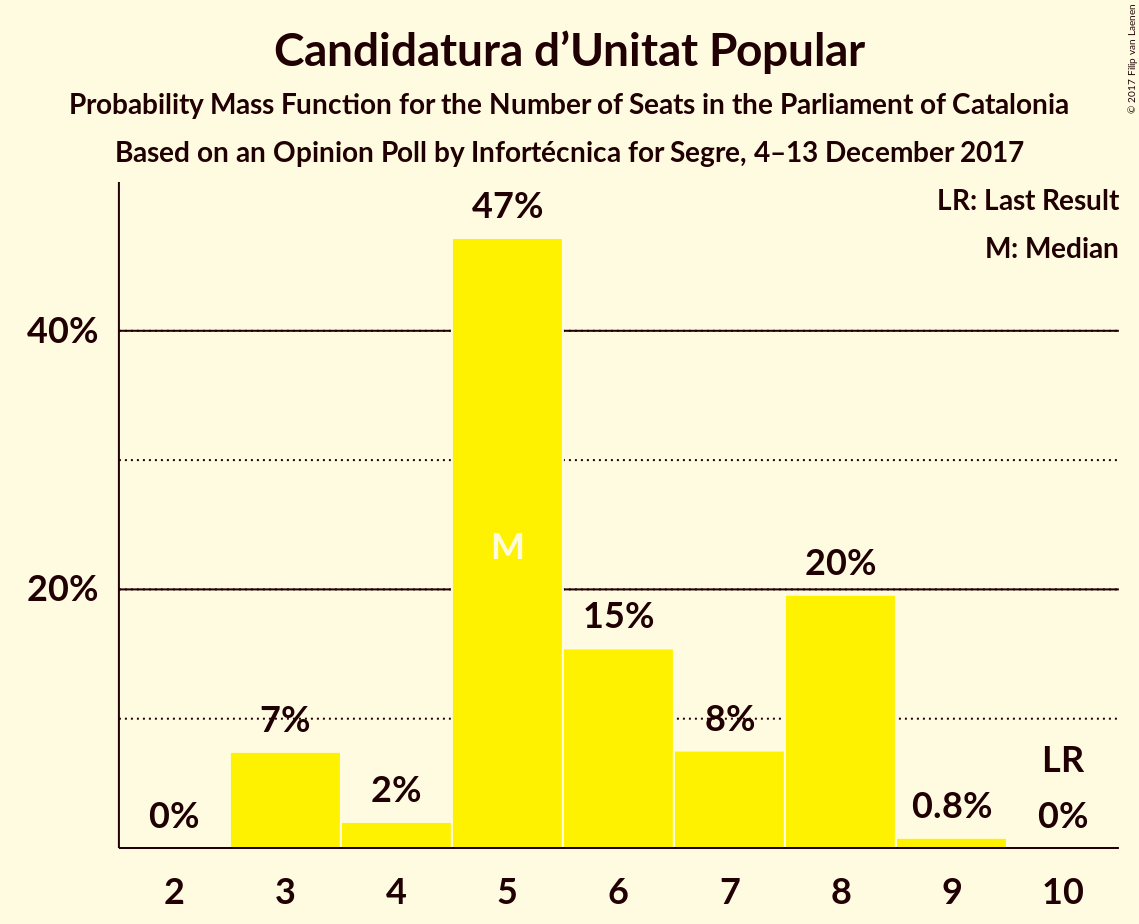 Candidatura d’Unitat Popular
Probability Mass Function for the Number of Seats in the Parliament of Catalonia
Based on an Opinion Poll by Infortécnica for Segre, 4–13 December 2017
© 2017 Filip van Laenen
LR: Last Result
M: Median
40%
20%
0%
7%
2%
47%
M
15%
8%
20%
0.8%
LR
0%
2 3 4 5 6 7 8 9 10